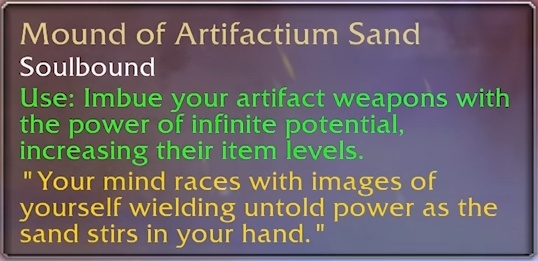 Mound of Artifactium Sand
Soulbound
Use: Imbue your artifact weapons with
the power of infinite potential,
increasing their item levels.
"Your mind races with images of
yourself wielding untold power as the
sand stirs in your hand."